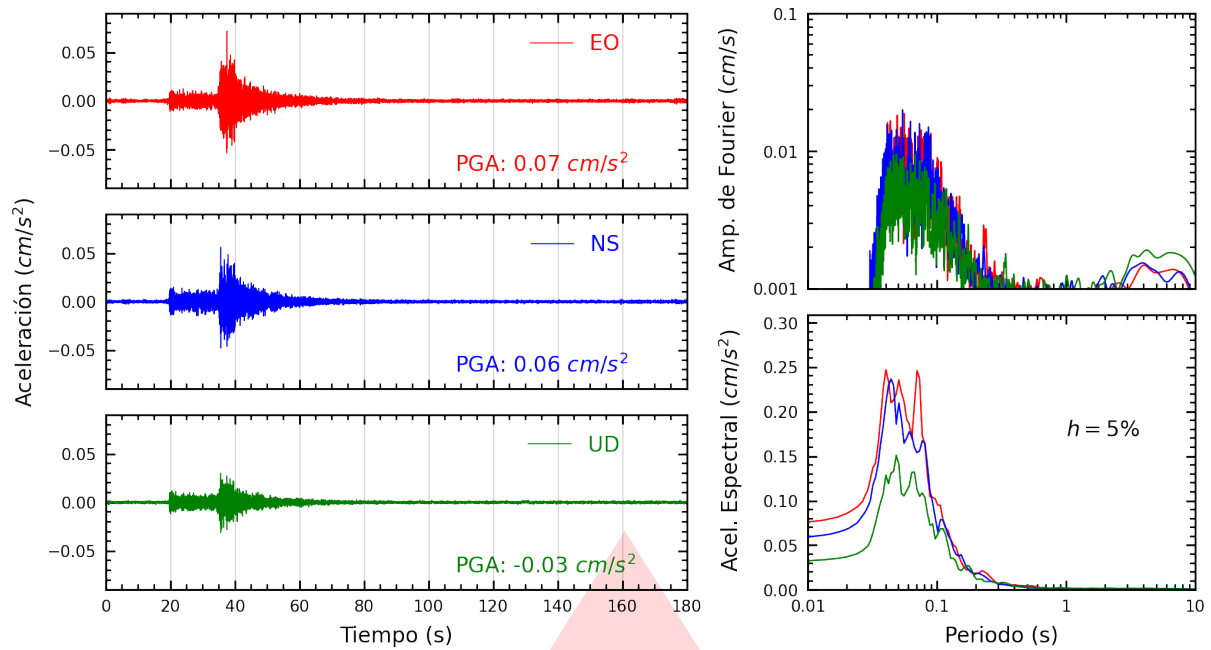 Aceleración (cm/s²)
0.05
0.00
−0.05
EO
PGA: 0.07 cm/s²
0.05
0.00
−0.05
NS
PGA: 0.06 cm/s²
0.05
0.00
−0.05
UD
PGA: -0.03 cm/s²
0 20 40 60 80 100 120 140 160 180
Tiempo (s)
Amp. de Fourier (cm/s)
0.1
0.01
0.001
Acel. Espectral (cm/s²)
0.30
0.25
0.20
0.15
0.10
0.05
0.00
h = 5%
0.01 0.1 1 10
Periodo (s)